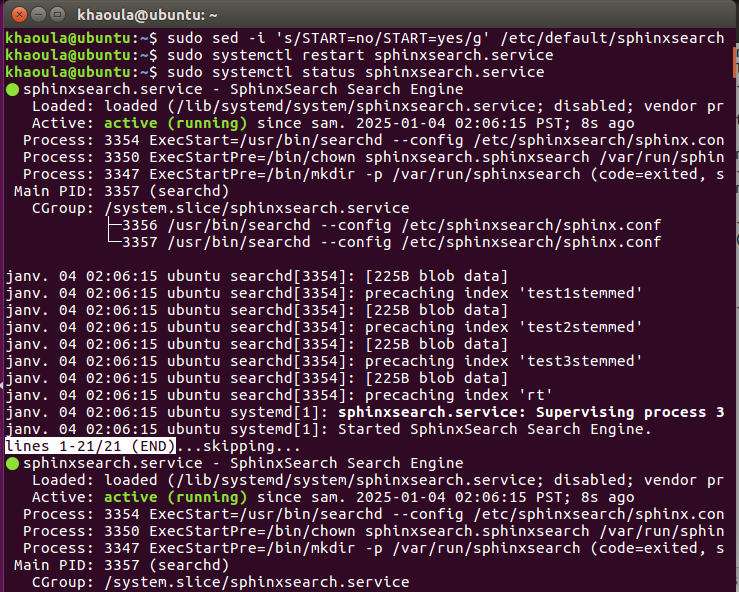 khaoula@ubuntu: ~
khaoula@ubuntu:~$ sudo sed -i 's/START=no/START=yes/g' /etc/default/sphinxsearch
khaoula@ubuntu:~$ sudo systemctl restart sphinxsearch.service
khaoula@ubuntu:~$ sudo systemctl status sphinxsearch.service
● sphinxsearch.service - SphinxSearch Search Engine
   Loaded: loaded (/lib/systemd/system/sphinxsearch.service; disabled; vendor pr
   Active: active (running) since sam. 2025-01-04 02:06:15 PST; 8s ago
  Process: 3354 ExecStart=/usr/bin/searchd --config /etc/sphinxsearch/sphinx.con
  Process: 3350 ExecStartPre=/bin/chown sphinxsearch.sphinxsearch /var/run/sphin
  Process: 3347 ExecStartPre=/bin/mkdir -p /var/run/sphinxsearch (code=exited, s
 Main PID: 3357 (searchd)
   CGroup: /system.slice/sphinxsearch.service
           ├─3356 /usr/bin/searchd --config /etc/sphinxsearch/sphinx.conf
           └─3357 /usr/bin/searchd --config /etc/sphinxsearch/sphinx.conf
janv. 04 02:06:15 ubuntu searchd[3354]: [225B blob data]
janv. 04 02:06:15 ubuntu searchd[3354]: precaching index 'test1stemmed'
janv. 04 02:06:15 ubuntu searchd[3354]: [225B blob data]
janv. 04 02:06:15 ubuntu searchd[3354]: precaching index 'test2stemmed'
janv. 04 02:06:15 ubuntu searchd[3354]: [225B blob data]
janv. 04 02:06:15 ubuntu searchd[3354]: precaching index 'test3stemmed'
janv. 04 02:06:15 ubuntu searchd[3354]: [225B blob data]
janv. 04 02:06:15 ubuntu searchd[3354]: precaching index 'rt'
janv. 04 02:06:15 ubuntu systemd[1]: sphinxsearch.service: Supervising process 3
janv. 04 02:06:15 ubuntu systemd[1]: Started SphinxSearch Search Engine.
lines 1-21/21 (END)...skipping...
● sphinxsearch.service - SphinxSearch Search Engine
   Loaded: loaded (/lib/systemd/system/sphinxsearch.service; disabled; vendor pr
   Active: active (running) since sam. 2025-01-04 02:06:15 PST; 8s ago
  Process: 3354 ExecStart=/usr/bin/searchd --config /etc/sphinxsearch/sphinx.con
  Process: 3350 ExecStartPre=/bin/chown sphinxsearch.sphinxsearch /var/run/sphin
  Process: 3347 ExecStartPre=/bin/mkdir -p /var/run/sphinxsearch (code=exited, s
 Main PID: 3357 (searchd)
   CGroup: /system.slice/sphinxsearch.service